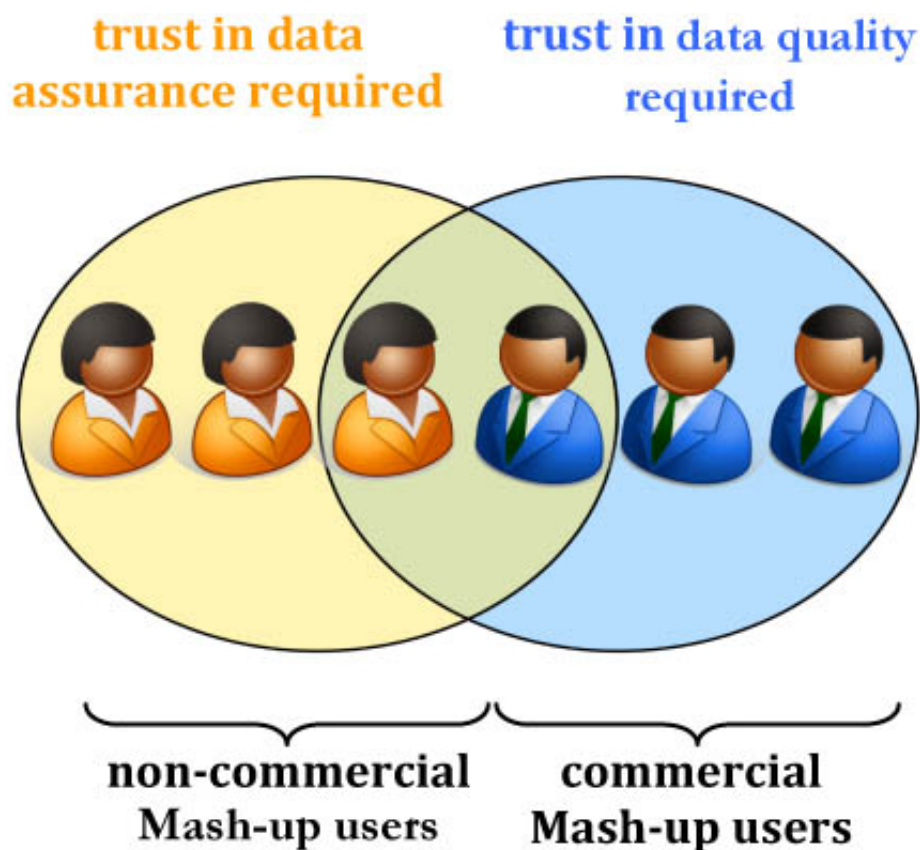 trust in data
assurance required
trust in data quality
required
non-commercial
Mash-up users
commercial
Mash-up users